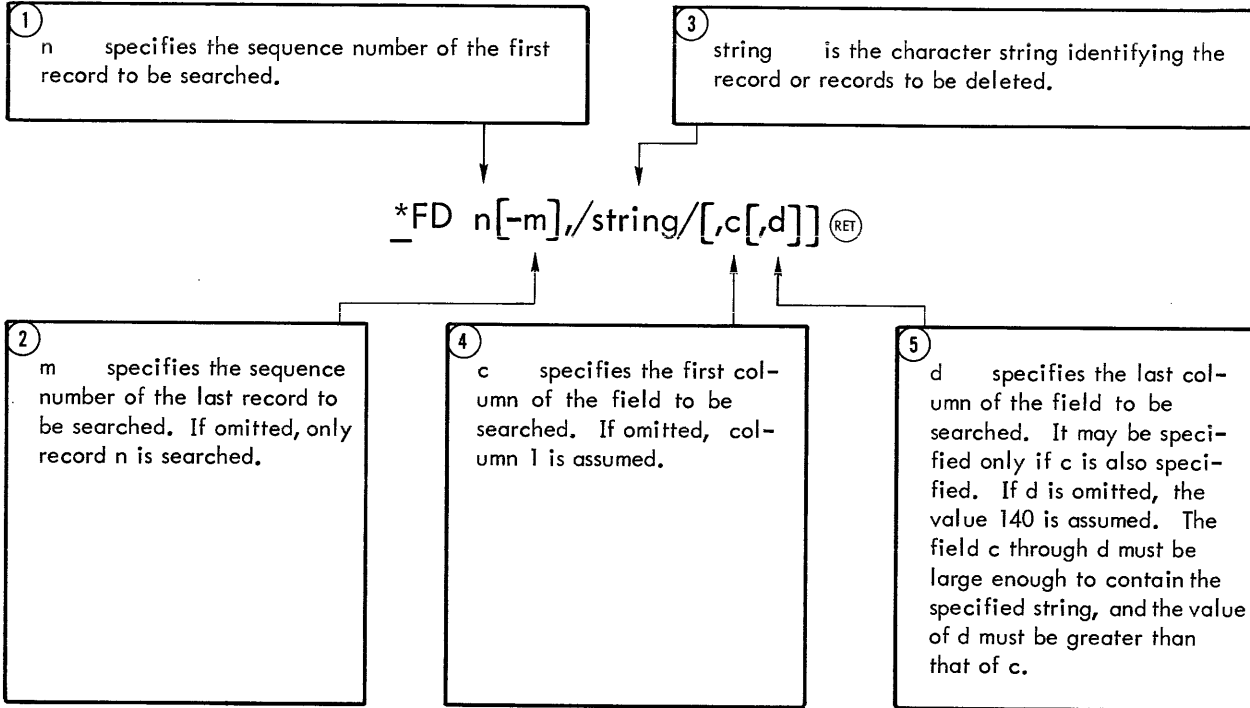 1
n specifies the sequence number of the first
record to be searched.
3
string is the character string identifying the
record or records to be deleted.
*FD n[-m],/string/[,c[,d]] RET
2
m specifies the sequence
number of the last record to
be searched. If omitted, only
record n is searched.
4
c specifies the first col-
umn of the field to be
searched. If omitted, col-
umn 1 is assumed.
5
d specifies the last col-
umn of the field to be
searched. It may be speci-
fied only if c is also speci-
fied. If d is omitted, the
value 140 is assumed. The
field c through d must be
large enough to contain the
specified string, and the value
of d must be greater than
that of c.